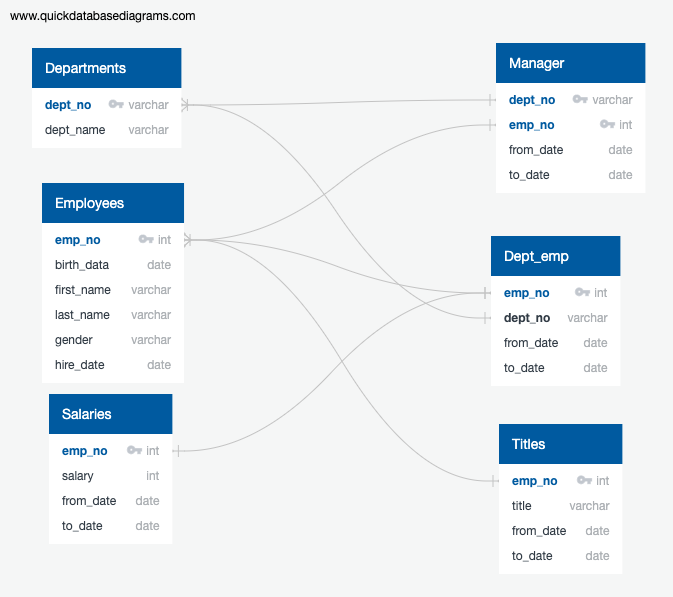 www.quickdatabasediagrams.com
Departments
dept_no varchar
dept_name varchar
Employees
emp_no int
birth_data date
first_name varchar
last_name varchar
gender varchar
hire_date date
Salaries
emp_no int
salary int
from_date date
to_date date
Manager
dept_no varchar
emp_no int
from_date date
to_date date
Dept_emp
emp_no int
dept_no varchar
from_date date
to_date date
Titles
emp_no int
title varchar
from_date date
to_date date